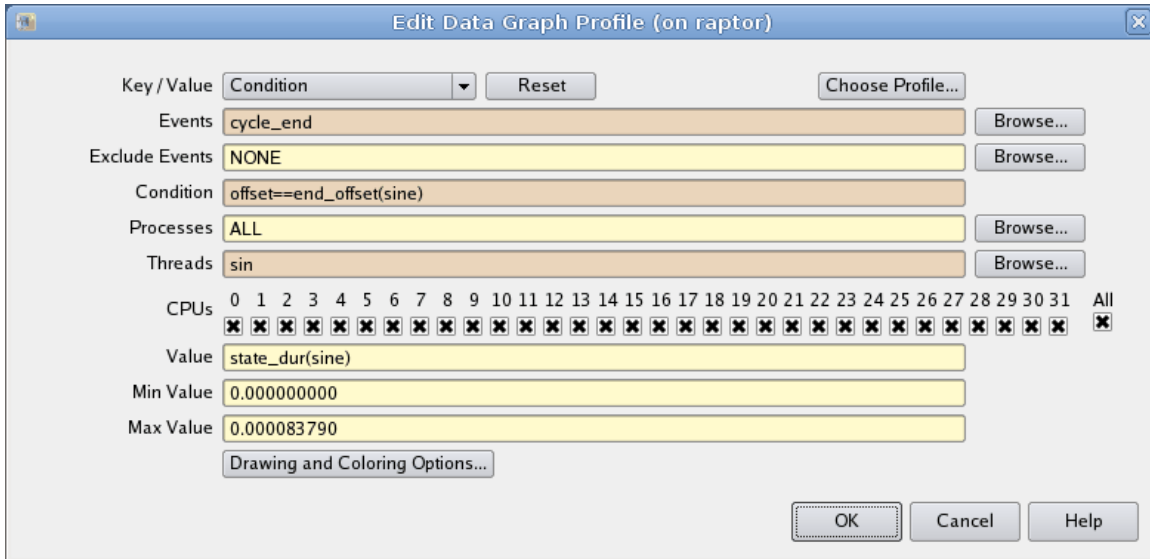 Edit Data Graph Profile (on raptor)
Key / Value Condition Reset Choose Profile...
Events cycle_end Browse...
Exclude Events NONE Browse...
Condition offset==end_offset(sine)
Processes ALL Browse...
Threads sin Browse...
CPUs 0 1 2 3 4 5 6 7 8 9 10 11 12 13 14 15 16 17 18 19 20 21 22 23 24 25 26 27 28 29 30 31 All
Value state_dur(sine)
Min Value 0.000000000
Max Value 0.000083790
Drawing and Coloring Options...
OK Cancel Help